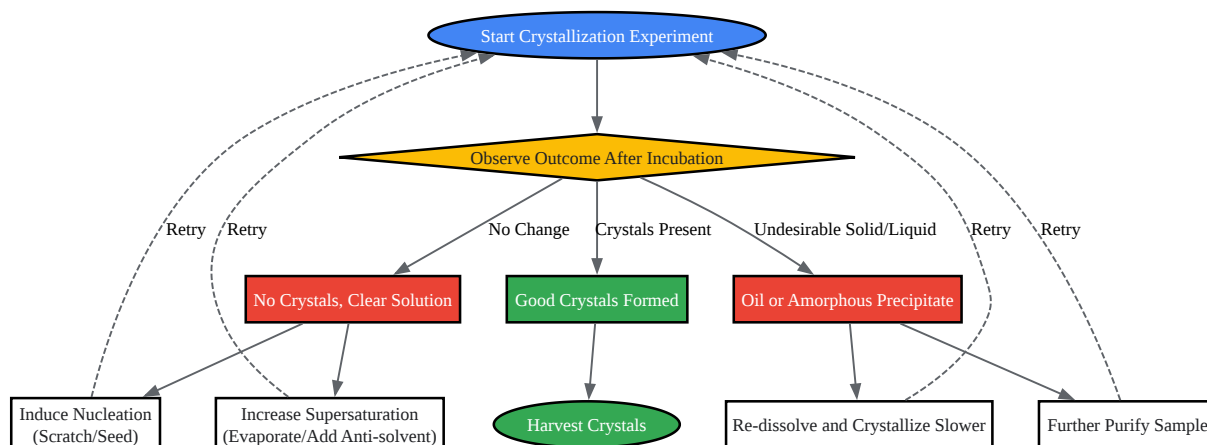 Start Crystallization Experiment
Observe Outcome After Incubation
Retry
Retry
No Change
Crystals Present
Undesirable Solid/Liquid
Retry
Retry
No Crystals, Clear Solution
Good Crystals Formed
Oil or Amorphous Precipitate
Induce Nucleation
(Scratch/Seed)
Increase Supersaturation
(Evaporate/Add Anti-solvent)
Harvest Crystals
Re-dissolve and Crystallize Slower
Further Purify Sample